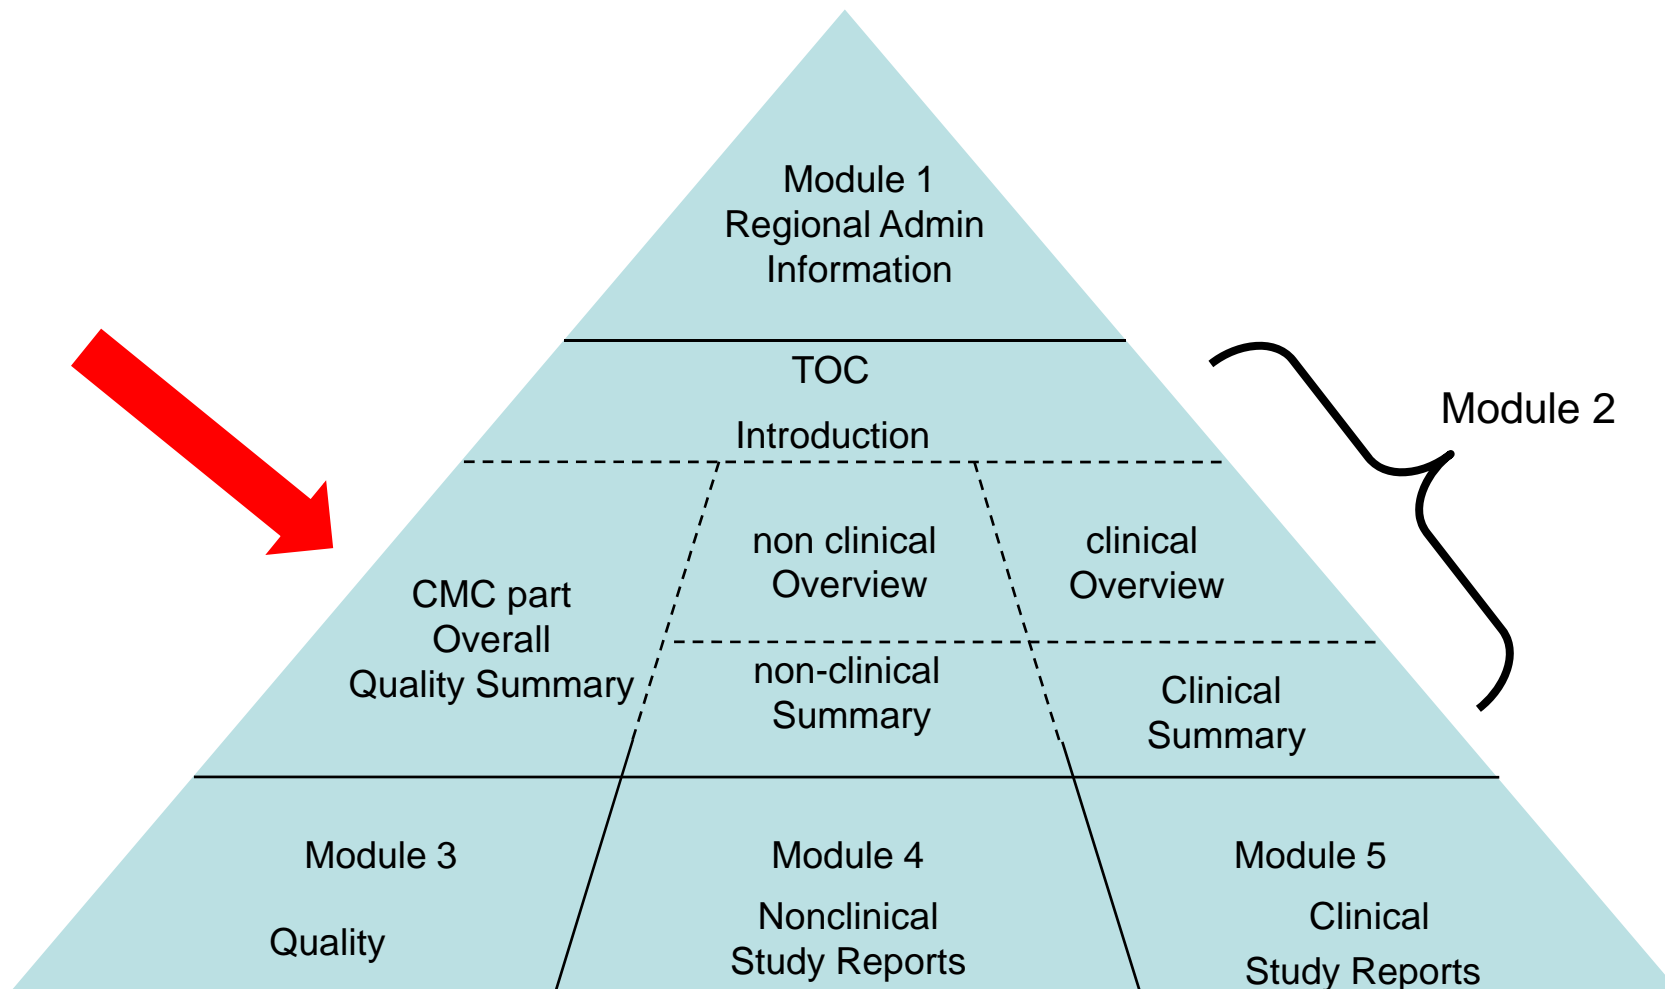 Module 1
Regional Admin
Information
TOC
Introduction
Module 2
non clinical
Overview
clinical
Overview
CMC part
Overall
Quality Summary
non-clinical
Summary
Clinical
Summary
Module 3
Quality
Module 4
Nonclinical
Study Reports
Module 5
Clinical
Study Reports